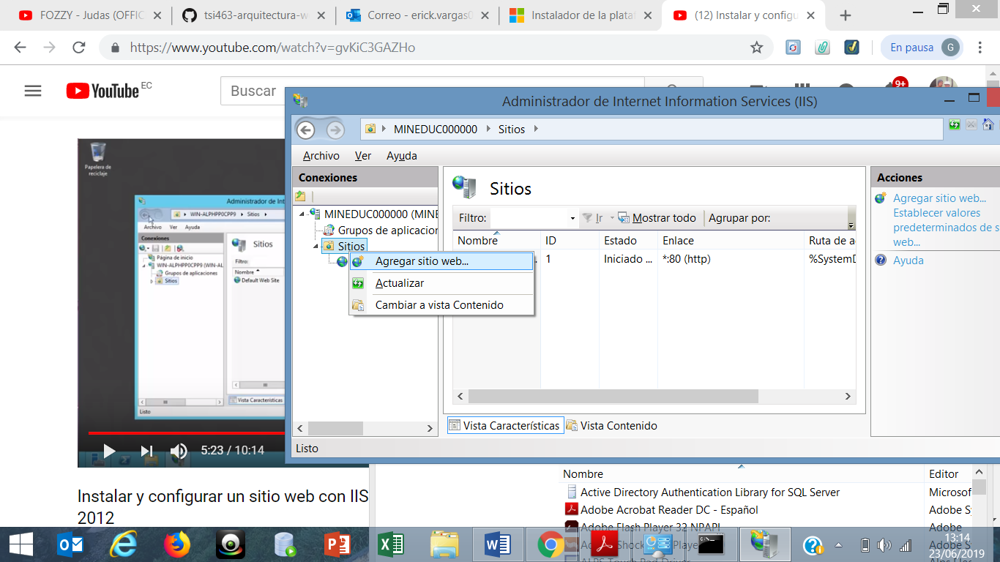 FOZZY - Judas (OFFIC
tsi463-arquitectura-w
Correo - erick.vargas0
Instalador de la platal
(12) Instalar y configu
https://www.youtube.com/watch?v=gvKiC3GAZHo
En pausa
G
YouTube
EC
Buscar
9+
Papelera de
reciclaje
Administrador de Int
WIN-ALPHPP0CPP9
Sitios
Archivo
Ver
Ayuda
Conexiones
Página de inicio
WIN-ALPHPP0CPP9 (WIN-AL
Grupos de aplicaciones
Sitios
Sitios
Filtro:
Nombre
Default Web Site
Vista Características
Listo
5:23 / 10:14
Instalar y configurar un sitio web con IIS
2012
Administrador de Internet Information Services (IIS)
MINEDUC000000
Sitios
Archivo
Ver
Ayuda
Conexiones
MINEDUC000000 (MINE
Grupos de aplicacior
Sitios
Agregar sitio web...
Actualizar
Cambiar a vista Contenido
Sitios
Filtro:
Ir
Mostrar todo
Agrupar por:
Nombre
ID
Estado
Enlace
Ruta de a
1
Iniciado ...
*:80 (http)
%SystemD
Vista Características
Vista Contenido
Acciones
Agregar sitio web...
Establecer valores
predeterminados de s
web...
Ayuda
Listo
Nombre
Editor
Active Directory Authentication Library for SQL Server
Microsof
Adobe Acrobat Reader DC - Español
Adobe Sy
Adobe Flash Player 32 NPAPI
Adobe
13:14
23/06/2019